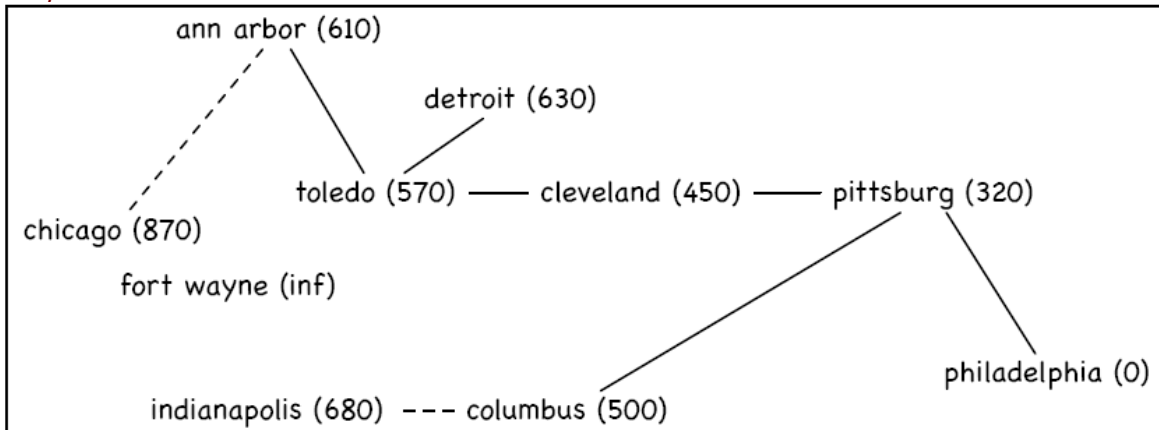 ann arbor (610)
detroit (630)
toledo (570) cleveland (450) pittsburg (320)
chicago (870)
fort wayne (inf)
philadelphia (0)
indianapolis (680) columbus (500)